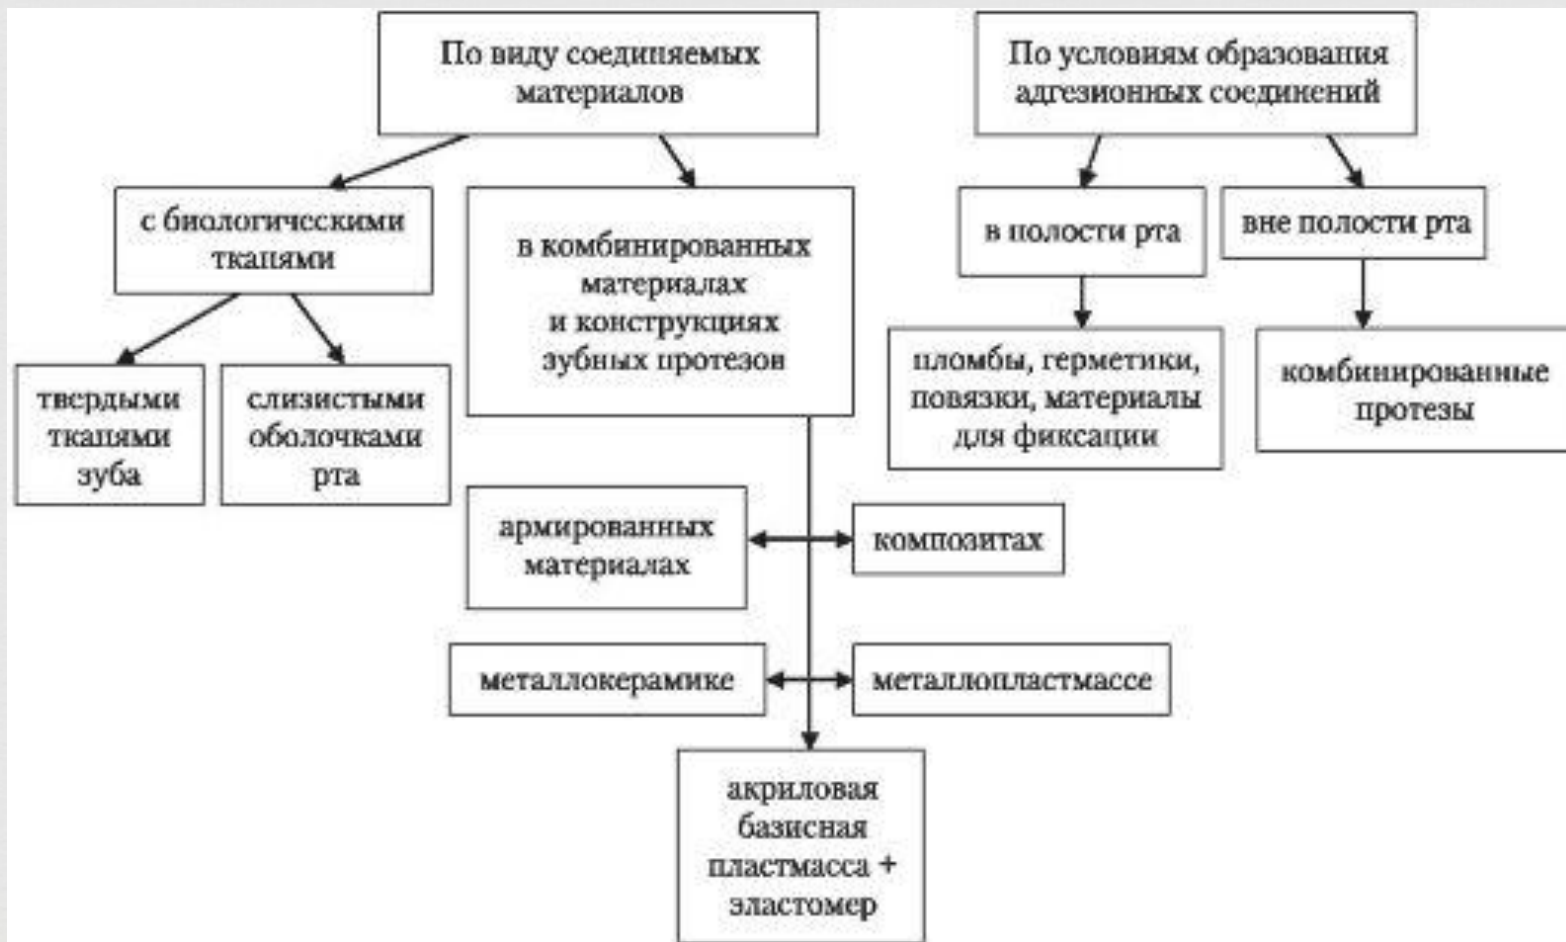 По виду соединяемых
материалов
По условиям образования
адгезионных соединений
с биологическими
тканями
в комбинированных
материалах
и конструкциях
зубных протезов
в полости рта
вне полости рта
твердыми
тканями
зуба
слизистыми
оболочками
рта
пломбы, герметики,
повязки, материалы
для фиксации
комбинированные
протезы
армированных
материалах
композитах
металлокерамике
металлопластмассе
акриловая
базисная
пластмасса +
эластомер